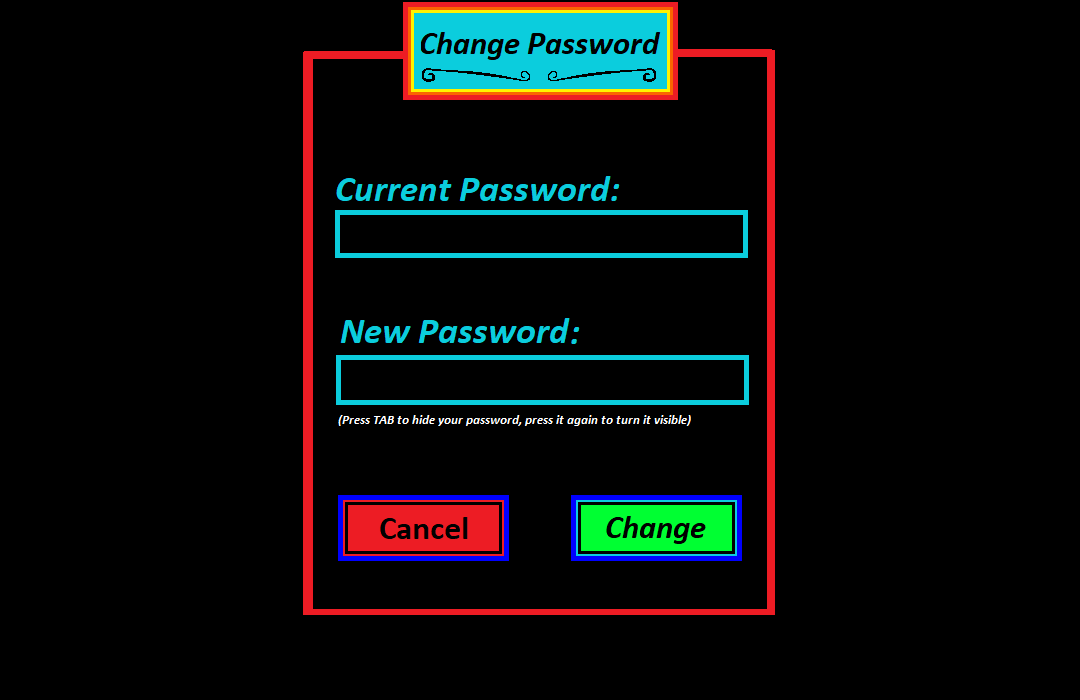 Change Password
Current Password:
New Password:
(Press TAB to hide your password, press it again to turn it visible)
Cancel
Change